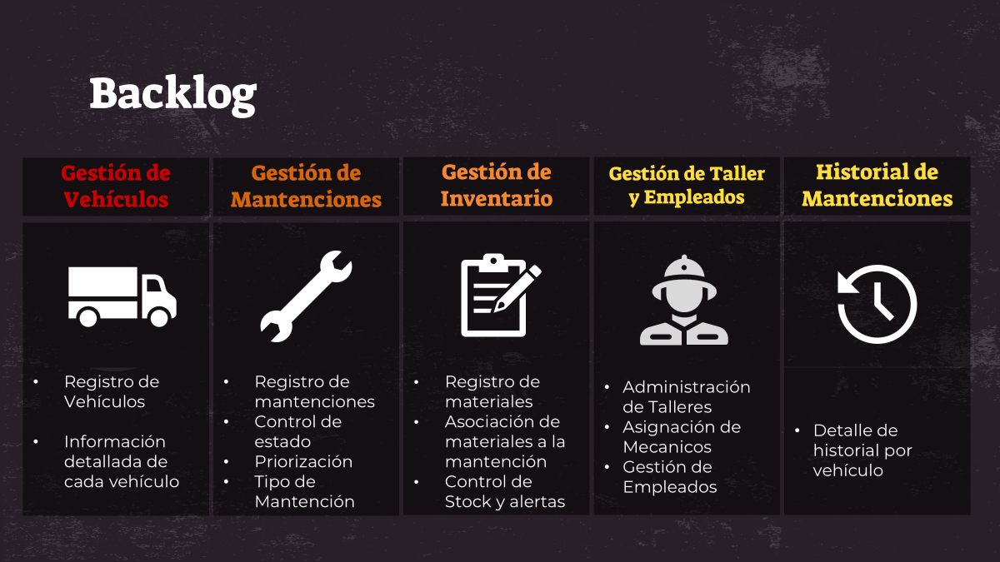 Backlog
Gestión de
Vehículos
Gestión de
Mantenciones
Gestión de
Inventario
Gestión de Taller
y Empleados
Historial de
Mantenciones
• Registro de
Vehículos
• Información
detallada de
cada vehículo
• Registro de
mantenciones
• Control de
estado
• Priorización
• Tipo de
Mantención
• Registro de
materiales
• Asociación de
materiales a la
mantención
• Control de
Stock y alertas
• Administración
de Talleres
• Asignación de
Mecanicos
• Gestión de
Empleados
• Detalle de
historial por
vehículo